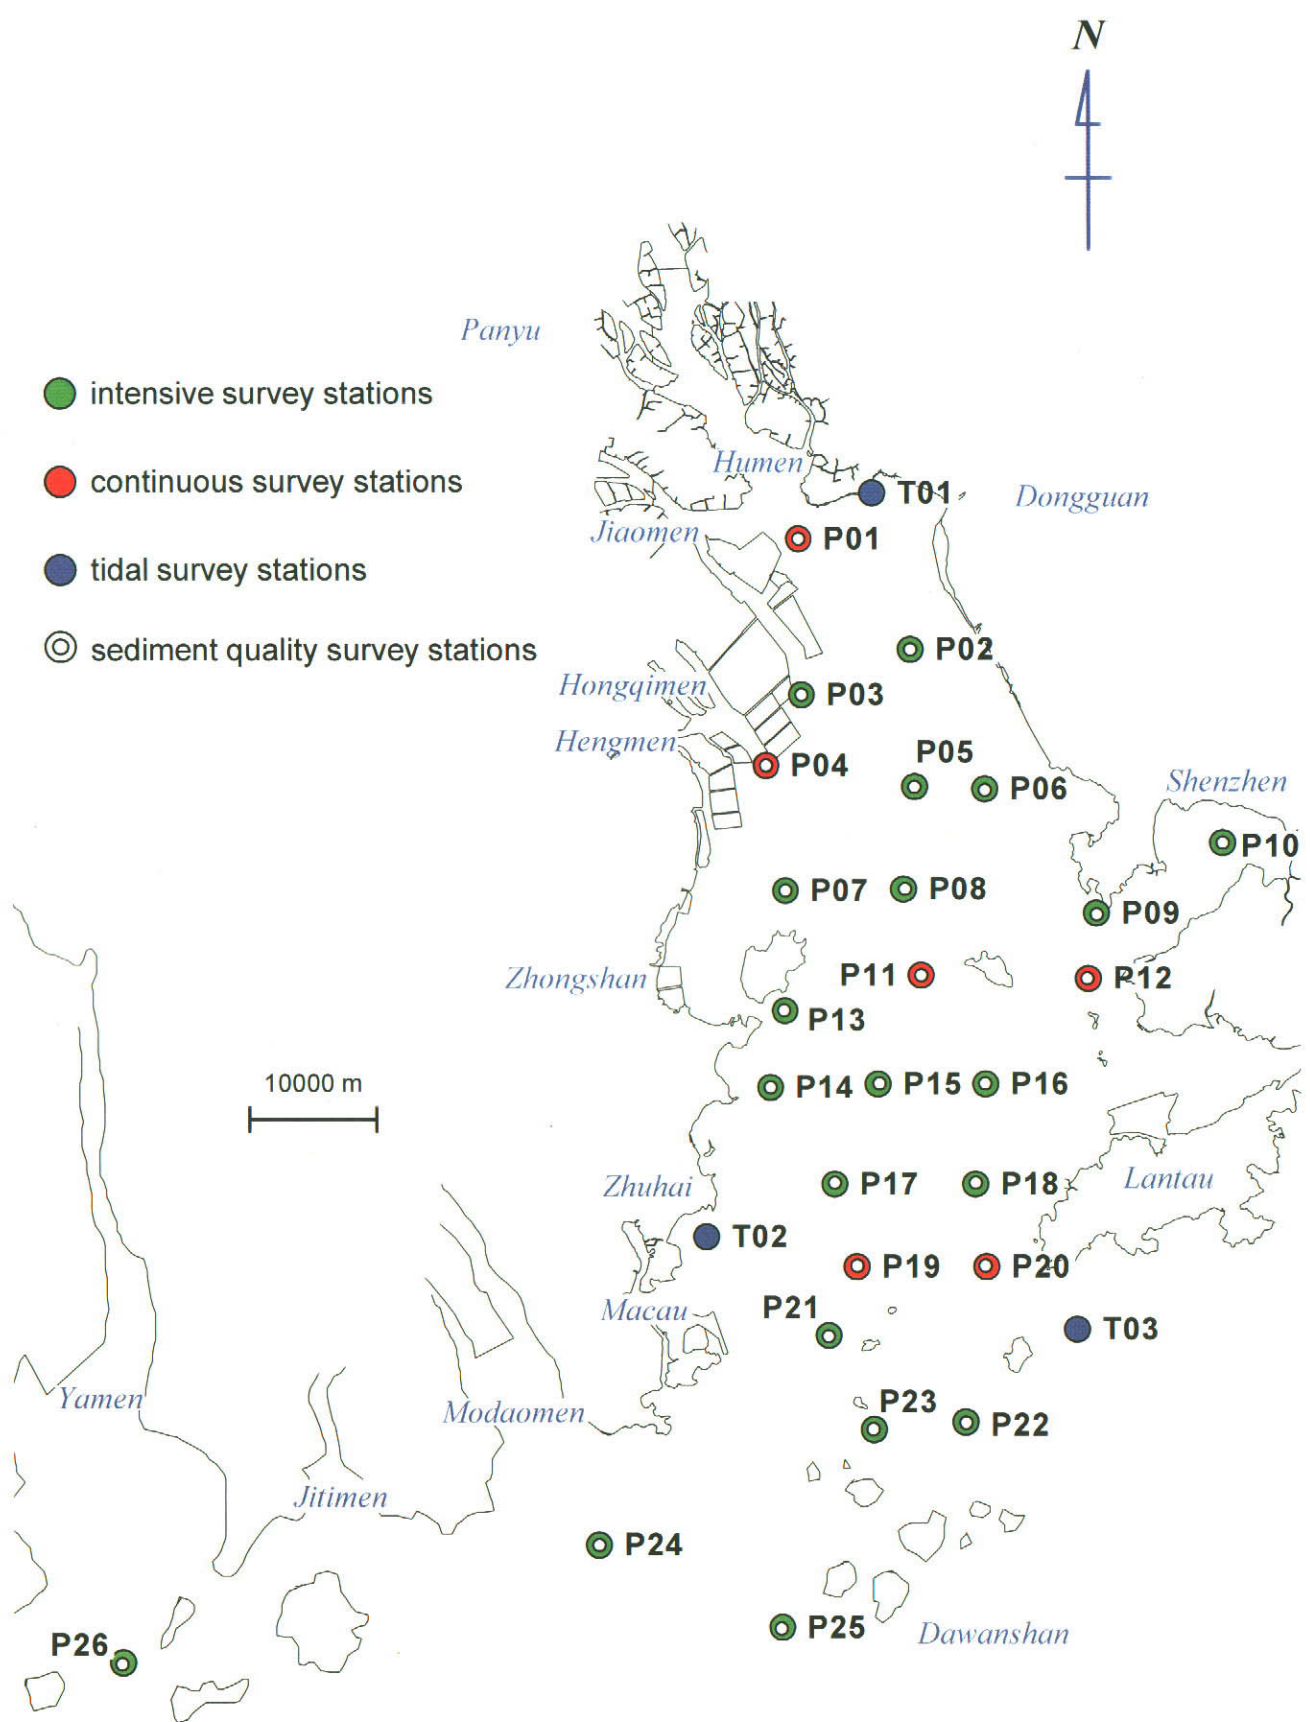 N
Panyu
intensive survey stations
Humen
continuous survey stations
T01
Dongguan
Jiaomen
P01
tidal survey stations
sediment quality survey stations
P02
Hongqimen
P03
Hengmen
P05
P04
P06
Shenzhen
P10
P07
P08
P09
Zhongshan
P11
P12
P13
10000 m
P14
P15
P16
Zhuhai
P17
P18
Lantau
T02
P19
P20
Macau
P21
T03
Yamen
Modaomen
P23
P22
Jitimen
P24
P25
Dawanshan
P26